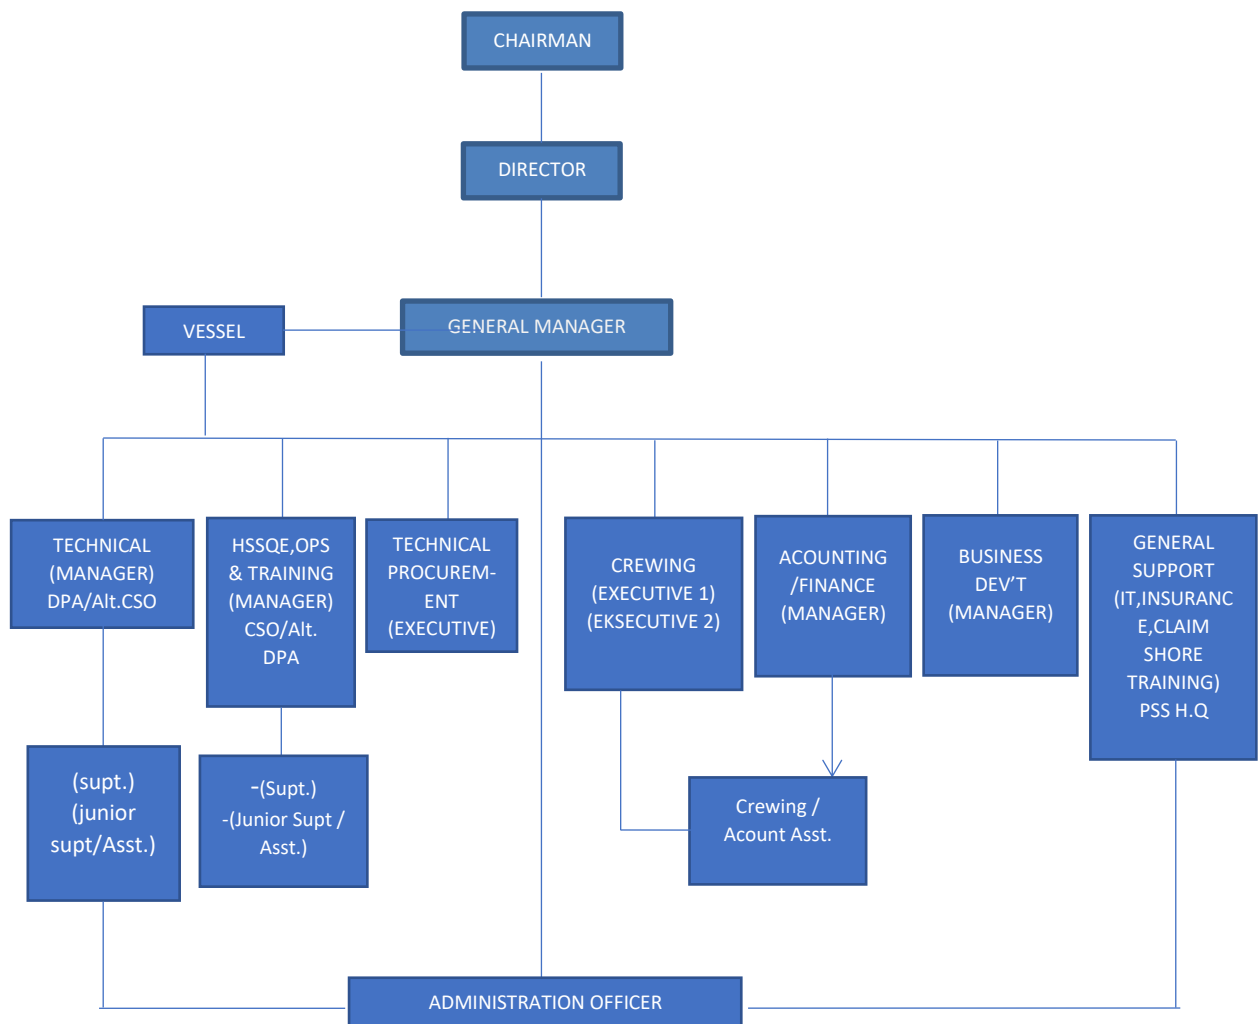 CHAIRMAN
DIRECTOR
VESSEL
GENERAL MANAGER
TECHNICAL
(MANAGER)
DPA/Alt.CSO
HSSQE,OPS
& TRAINING
(MANAGER)
CSO/Alt.
DPA
TECHNICAL
PROCUREM-
ENT
(EXECUTIVE)
CREWING
(EXECUTIVE 1)
(EKSECUTIVE 2)
ACOUNTING
/FINANCE
(MANAGER)
BUSINESS
DEV’T
(MANAGER)
GENERAL
SUPPORT
(IT,INSURANC
E,CLAIM
SHORE
TRAINING)
PSS H.Q
(supt.)
(junior
supt/Asst.)
-(Supt.)
-(Junior Supt /
Asst.)
Crewing /
Acount Asst.
ADMINISTRATION OFFICER